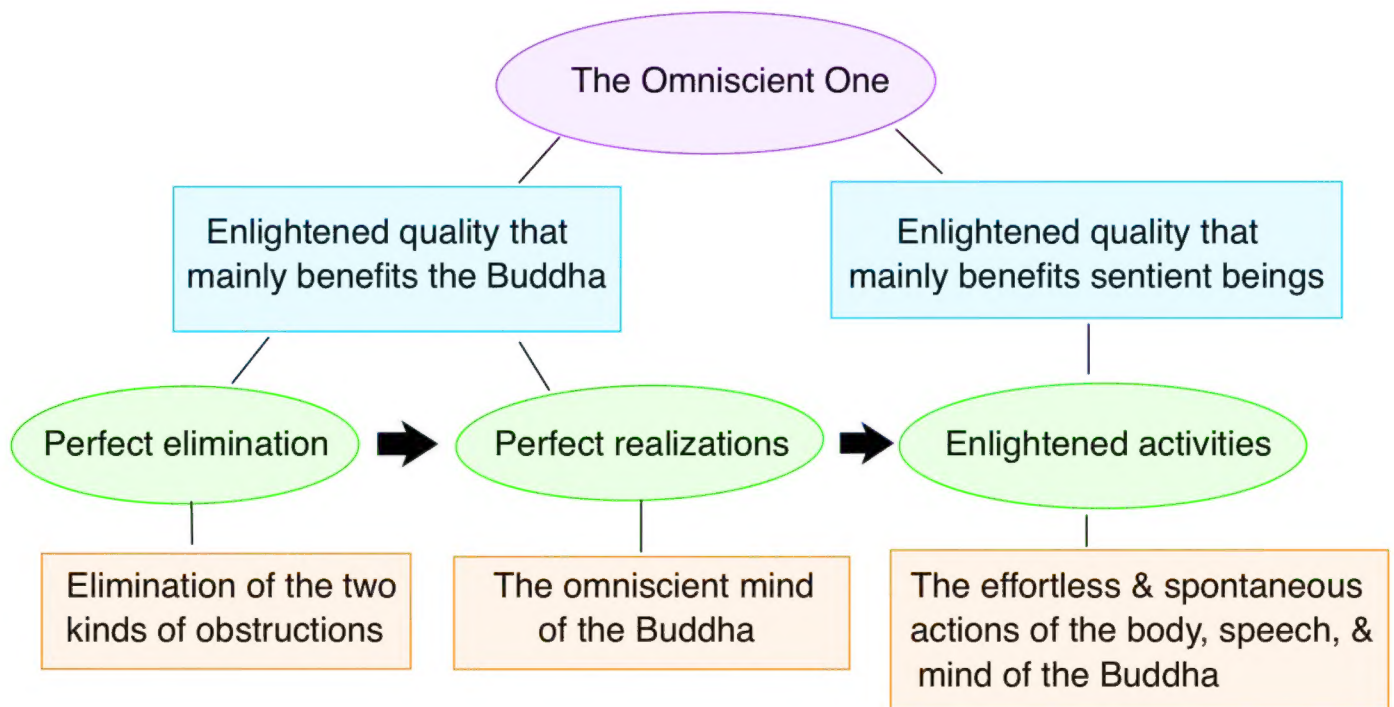 The Omniscient One
Enlightened quality that
mainly benefits the Buddha
Enlightened quality that
mainly benefits sentient beings
Perfect elimination
Perfect realizations
Enlightened activities
Elimination of the two
kinds of obstructions
The omniscient mind
of the Buddha
The effortless & spontaneous
actions of the body, speech, &
mind of the Buddha